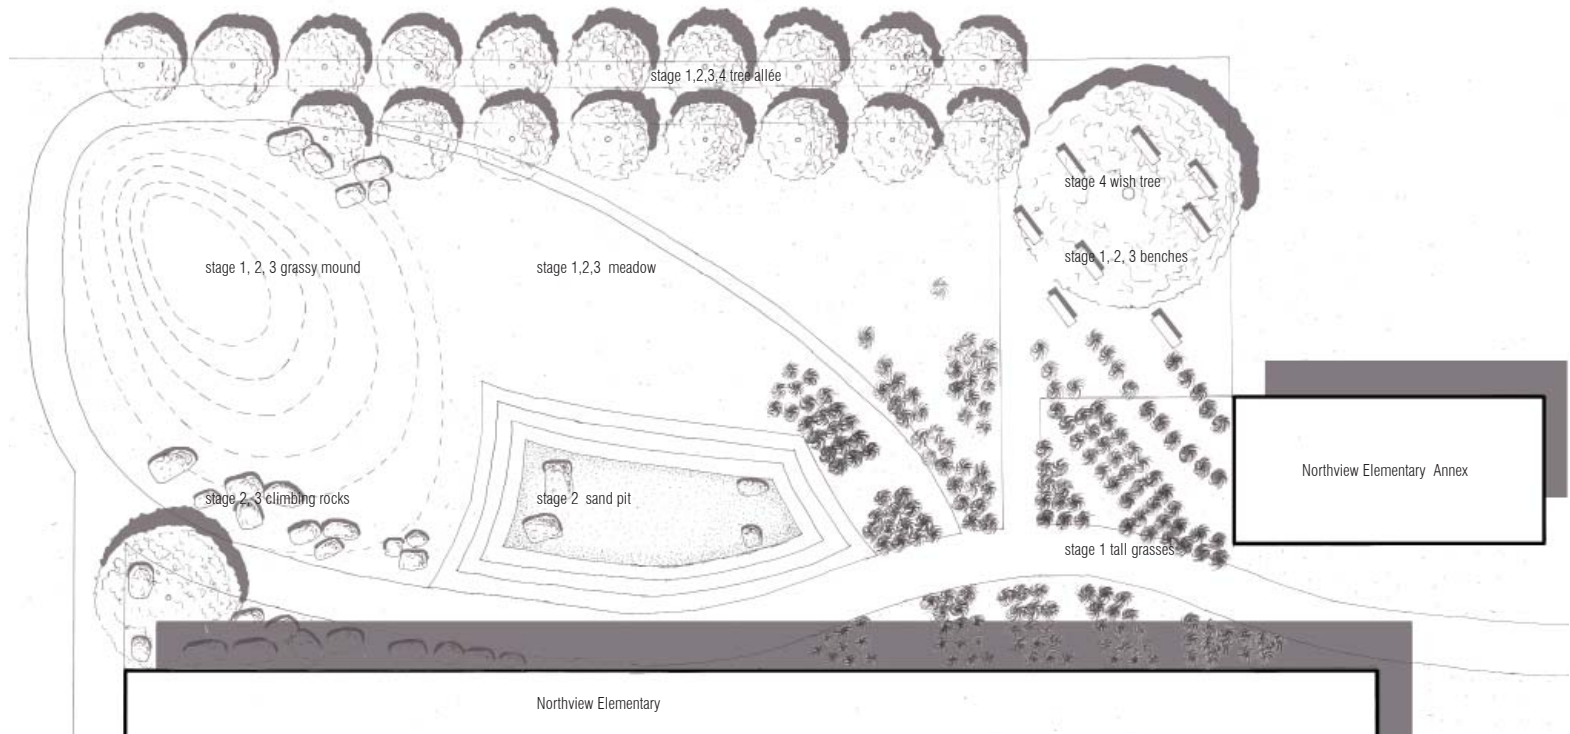 stage 1,2,3,4 tree allée
stage 4 wish tree
stage 1, 2, 3 benches
stage 1, 2, 3 grassy mound
stage 1,2,3  meadow
Northview Elementary  Annex
stage 2, 3 climbing rocks
stage 2  sand pit
stage 1 tall grasses
Northview Elementary